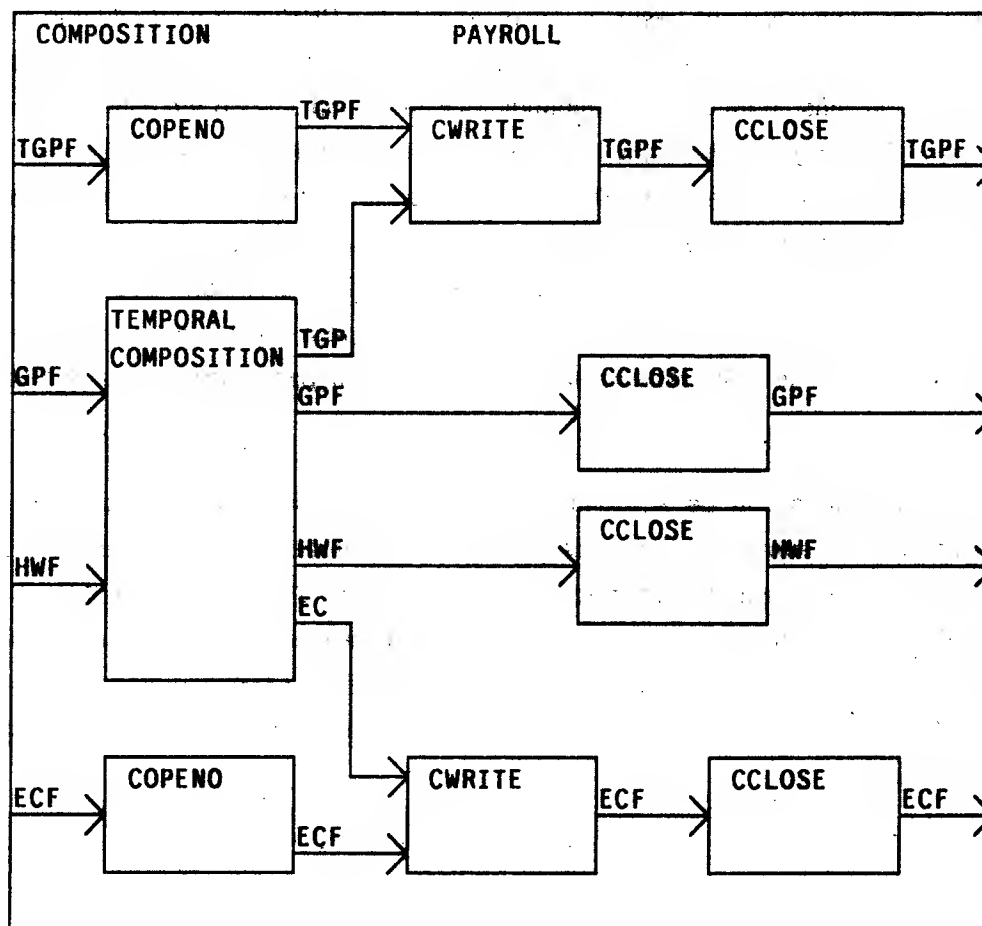 COMPOSITION PAYROLL
TGPF COPENO TGPF CWRITE TGPF CCLOSE TGPF
TEMPORAL
COMPOSITION TGP
GPF GPF CCLOSE GPF
HWF HWF CCLOSE HWF
EC
ECF COPENO ECF CWRITE ECF CCLOSE ECF